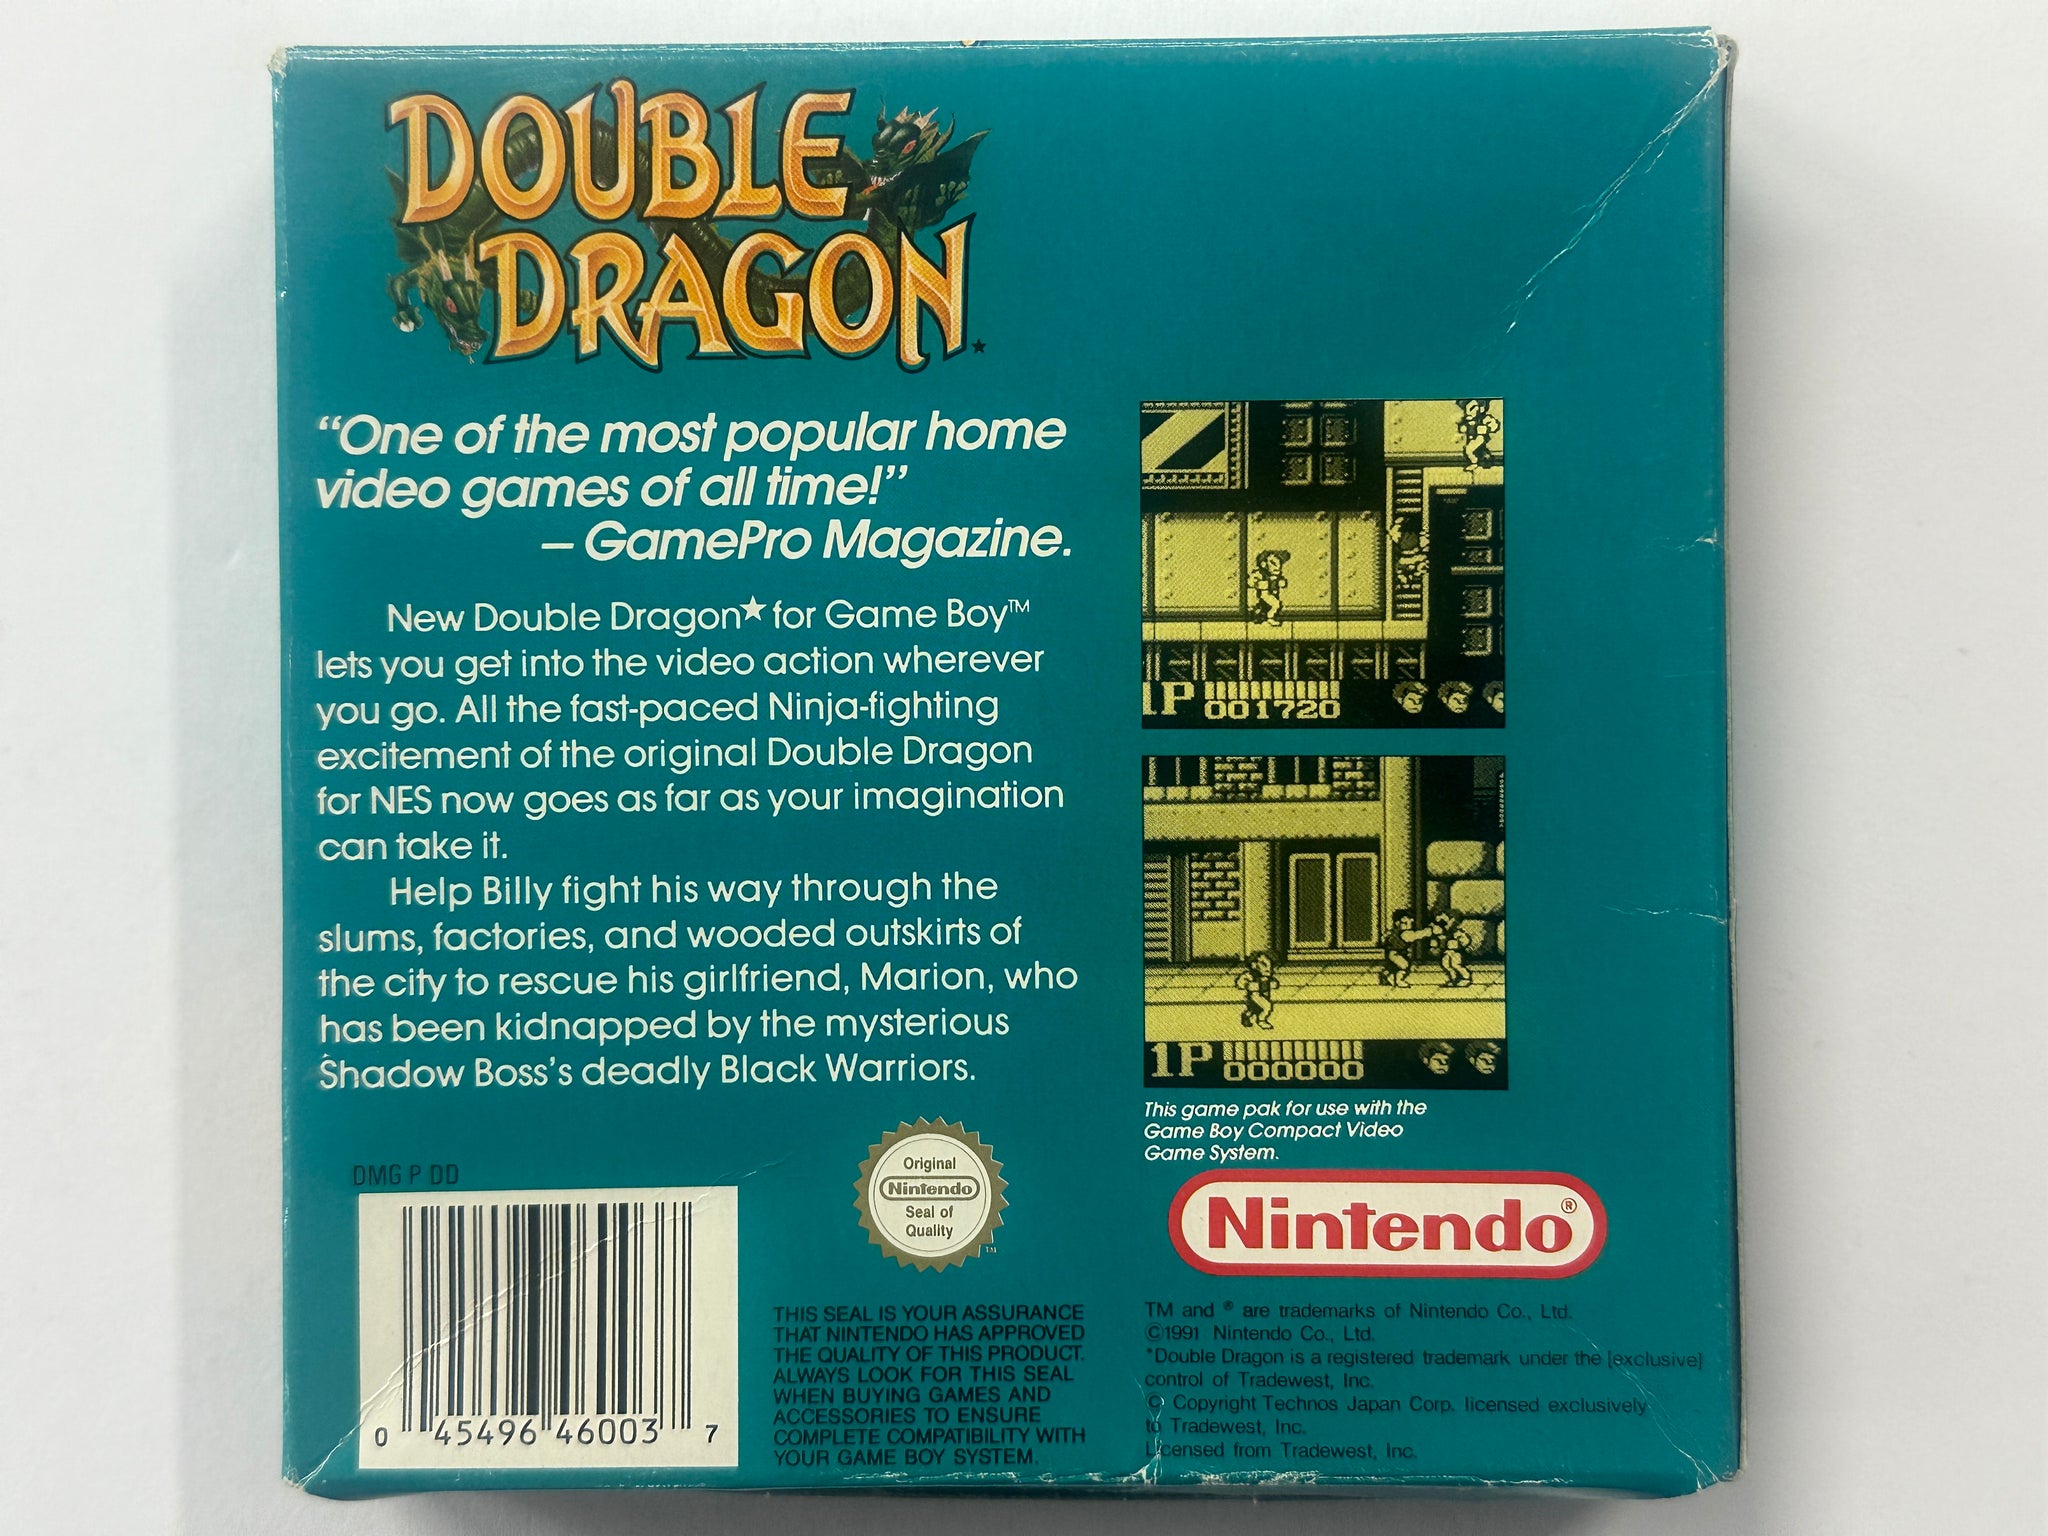 DOUBLE
DRAGON★
“One of the most popular home
video games of all time!”
– GamePro Magazine.
New Double Dragon★ for Game Boy™
lets you get into the video action wherever
you go. All the fast-paced Ninja-fighting
excitement of the original Double Dragon
for NES now goes as far as your imagination
can take it.
Help Billy fight his way through the
slums, factories, and wooded outskirts of
the city to rescue his girlfriend, Marion, who
has been kidnapped by the mysterious
Shadow Boss’s deadly Black Warriors.
1P
001720
1P
000000
This game pak for use with the
Game Boy Compact Video
Game System.
DMG P DD
0 45496 46003 7
Original
Nintendo
Seal of
Quality
TM
THIS SEAL IS YOUR ASSURANCE
THAT NINTENDO HAS APPROVED
THE QUALITY OF THIS PRODUCT.
ALWAYS LOOK FOR THIS SEAL
WHEN BUYING GAMES AND
ACCESSORIES TO ENSURE
COMPLETE COMPATIBILITY WITH
YOUR GAME BOY SYSTEM.
Nintendo®
TM and ® are trademarks of Nintendo Co., Ltd.
©1991 Nintendo Co., Ltd.
*Double Dragon is a registered trademark under the [exclusive]
control of Tradewest, Inc.
© Copyright Technos Japan Corp. licensed exclusively
to Tradewest, Inc.
Licensed from Tradewest, Inc.